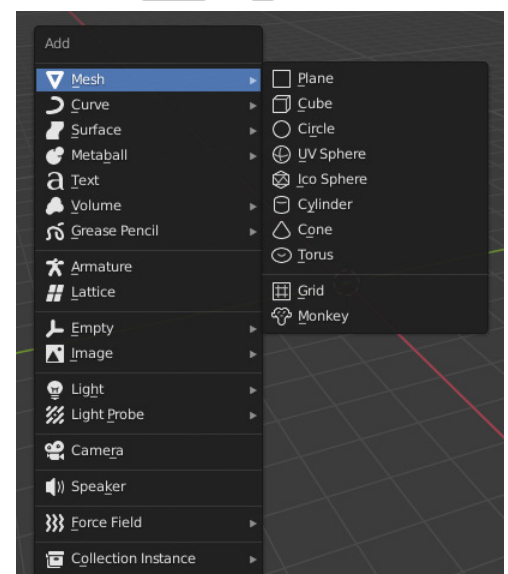 Add
Mesh
Curve
Surface
Metaball
Text
Volume
Grease Pencil
Armature
Lattice
Empty
Image
Light
Light Probe
Camera
Speaker
Force Field
Collection Instance
Plane
Cube
Circle
UV Sphere
Ico Sphere
Cylinder
Cone
Torus
Grid
Monkey